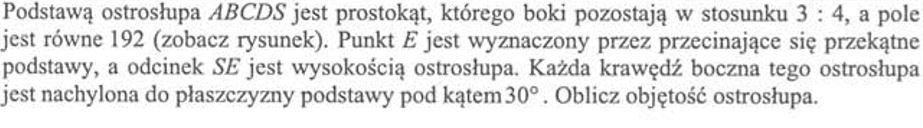 Podstawą ostrosłupa ABCDS jest prostokąt, którego boki pozostają w stosunku 3 : 4, a pole
jest równe 192 (zobacz rysunek). Punkt E jest wyznaczony przez przecinające się przekątne
podstawy, a odcinek SE jest wysokością ostrosłupa. Każda krawędź boczna tego ostrosłupa
jest nachylona do płaszczyzny podstawy pod kątem 30° . Oblicz objętość ostrosłupa.